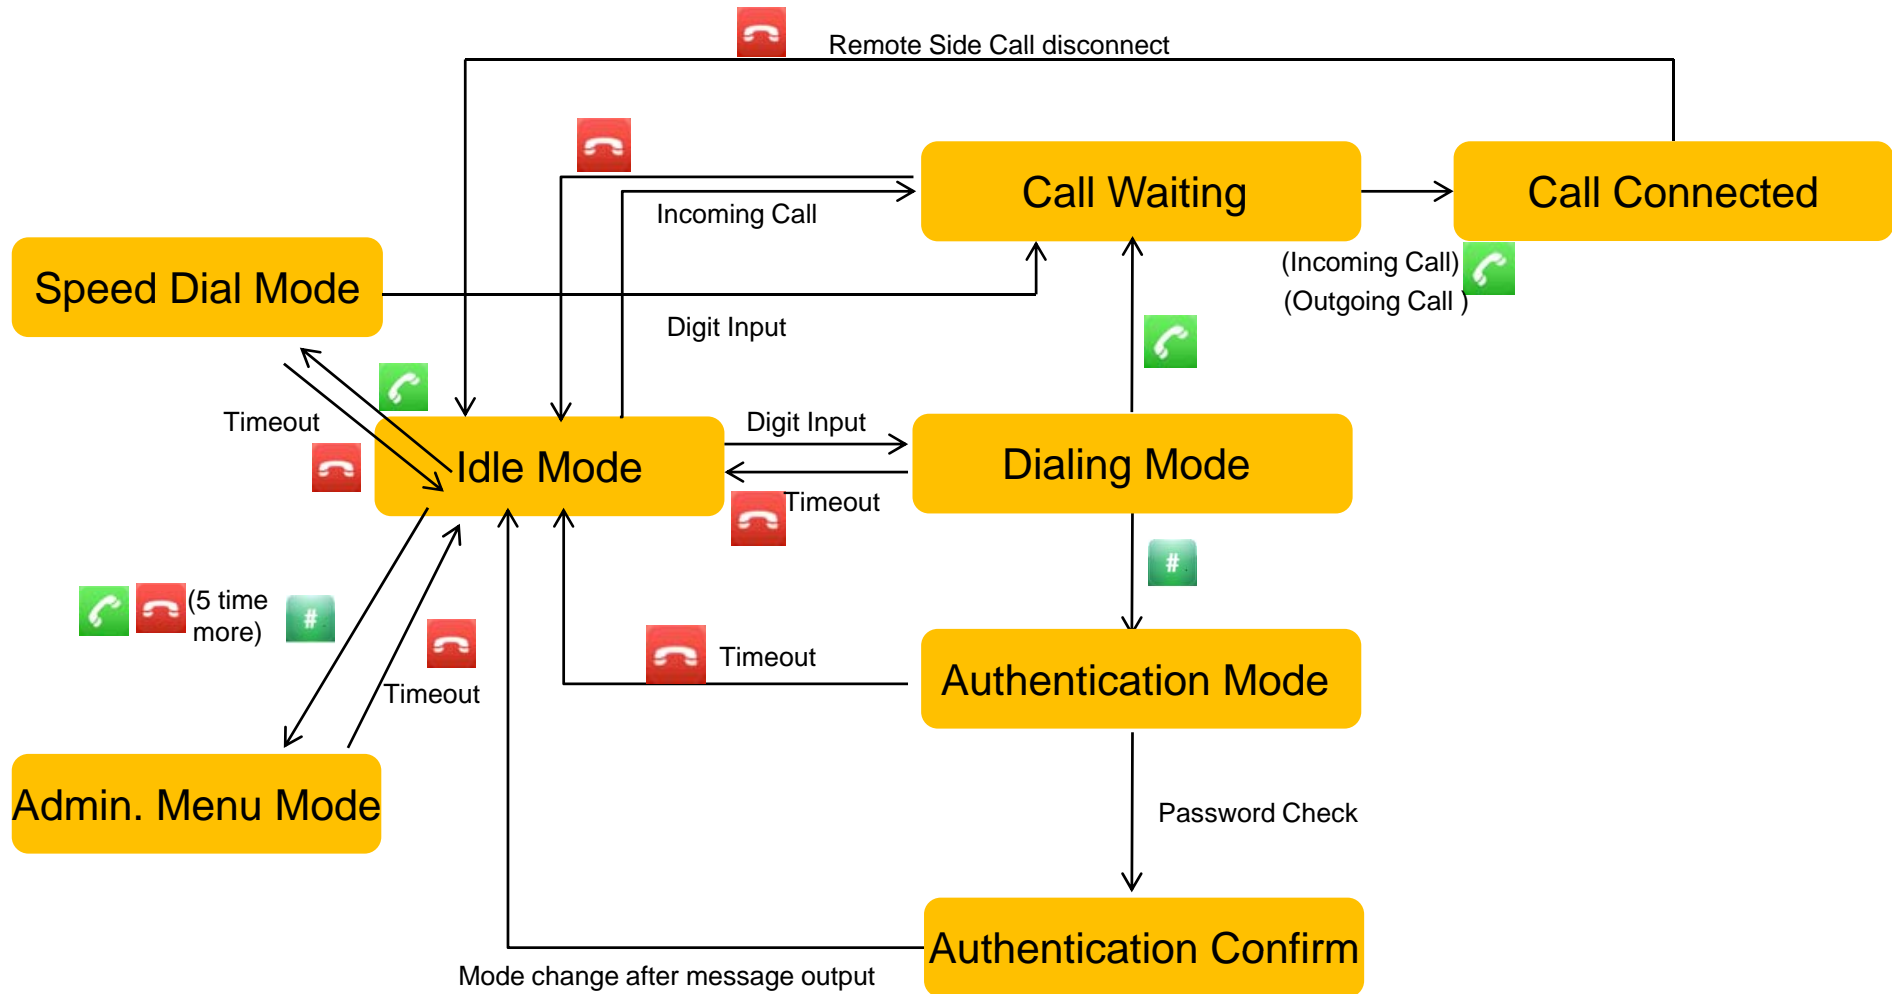 Remote Side Call disconnect
Call Waiting
Call Connected
Incoming Call
Speed Dial Mode
(Incoming Call)
(Outgoing Call )
Digit Input
Timeout
Idle Mode
Digit Input
Dialing Mode
Timeout
#
(5 time
more)
#
Timeout
Timeout
Authentication Mode
Admin. Menu Mode
Password Check
Authentication Confirm
Mode change after message output